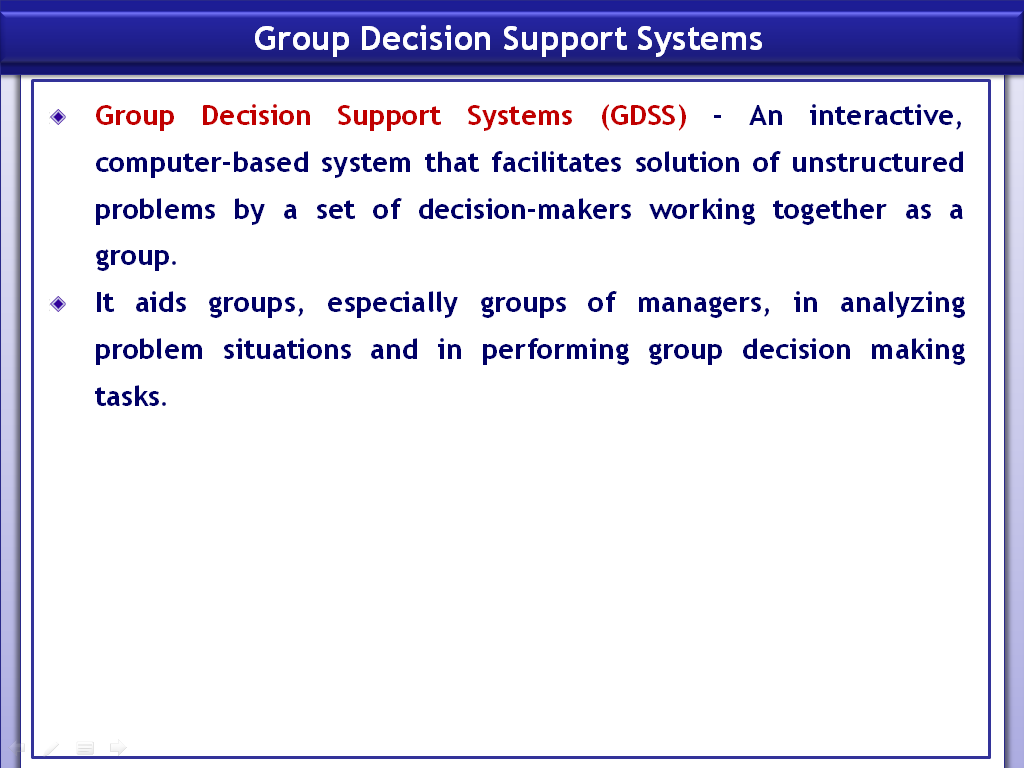 Group Decision Support Systems
Group Decision Support Systems (GDSS) - An interactive,
computer-based system that facilitates solution of unstructured
problems by a set of decision-makers working together as a
group.
It aids groups, especially groups of managers, in analyzing
problem situations and in performing group decision making
tasks.